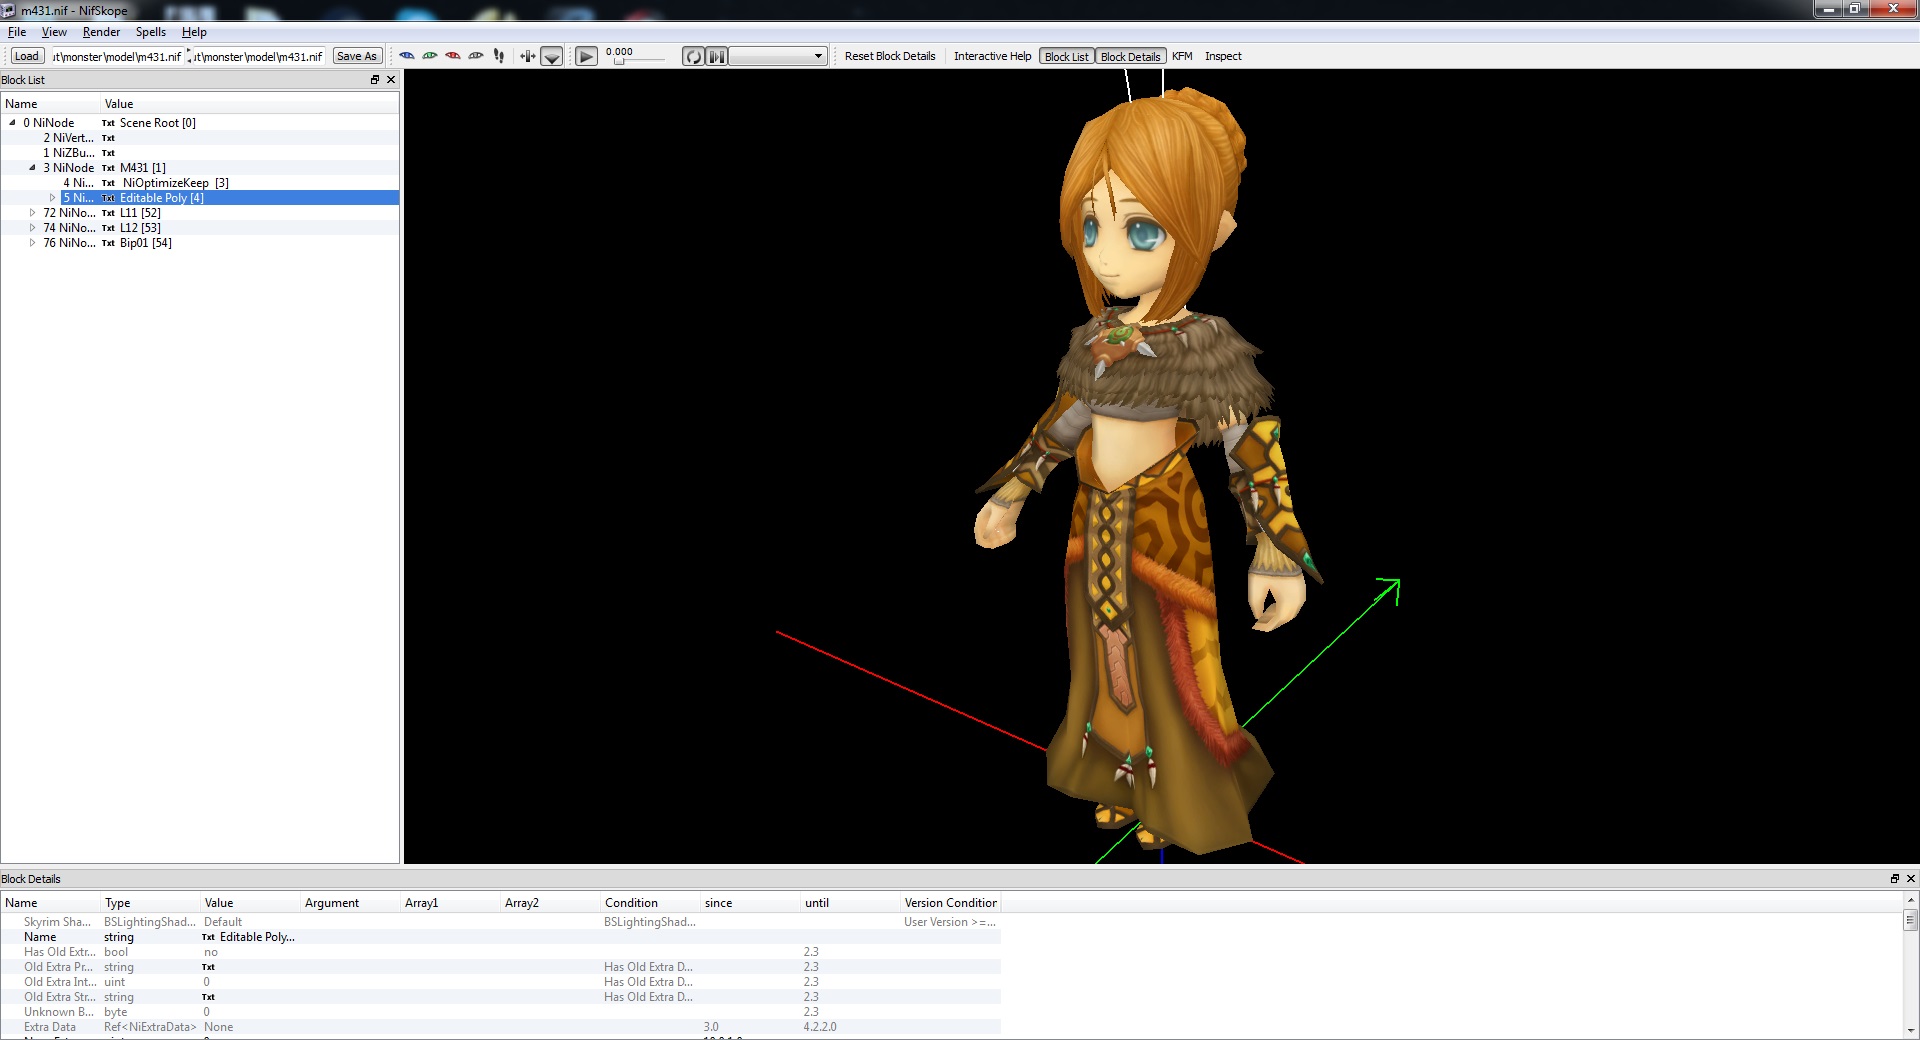 m431.nif - NifSkope
File View Render Spells Help
Load ut\monster\model\m431.nif ut\monster\model\m431.nif Save As 0.000 Reset Block Details Interactive Help Block List Block Details KFM Inspect
Block List
Name Value
0 NiNode Txt Scene Root [0]
2 NiVert... Txt
1 NiZBu... Txt
3 NiNode Txt M431 [1]
4 Ni... Txt NiOptimizeKeep [3]
5 Ni... Txt Editable Poly [4]
72 NiNo... Txt L11 [52]
74 NiNo... Txt L12 [53]
76 NiNo... Txt Bip01 [54]
Block Details
Name Type Value Argument Array1 Array2 Condition since until Version Condition
Skyrim Sha... BSLightingShad... Default BSLightingShad... User Version >=...
Name string Txt Editable Poly...
Has Old Extr... bool no 2.3
Old Extra Pr... string Txt Has Old Extra D... 2.3
Old Extra Int... uint 0 Has Old Extra D... 2.3
Old Extra Str... string Txt Has Old Extra D... 2.3
Unknown B... byte 0 2.3
Extra Data Ref<NiExtraData> None 3.0 4.2.2.0